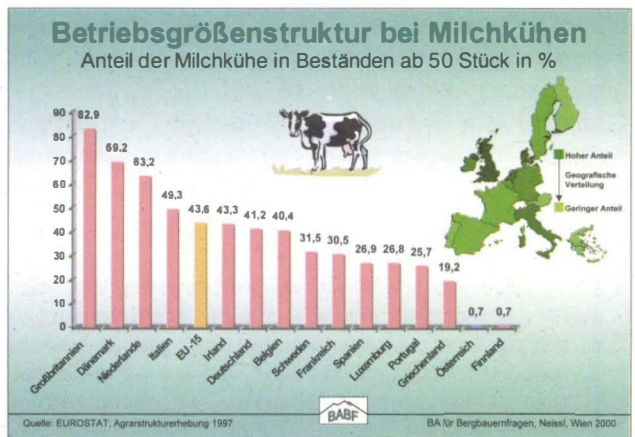 Betriebsgrößenstruktur bei Milchkühen
Anteil der Milchkühe in Beständen ab 50 Stück in %
90
80
70
60
50
40
30
20
10
0
82,9
69,2
63,2
49,3
43,6
43,3
41,2
40,4
31,5
30,5
26,9
26,8
25,7
19,2
0,7
0,7
Großbritannien
Dänemark
Niederlande
Italien
EU-15
Irland
Deutschland
Belgien
Schweden
Frankreich
Spanien
Luxemburg
Portugal
Griechenland
Österreich
Finnland
Hoher Anteil
Geografische
Verteilung
Geringer Anteil
Quelle: EUROSTAT, Agrarstrukturerhebung 1997
BABF
BA für Bergbauernfragen, Neissl, Wien 2000